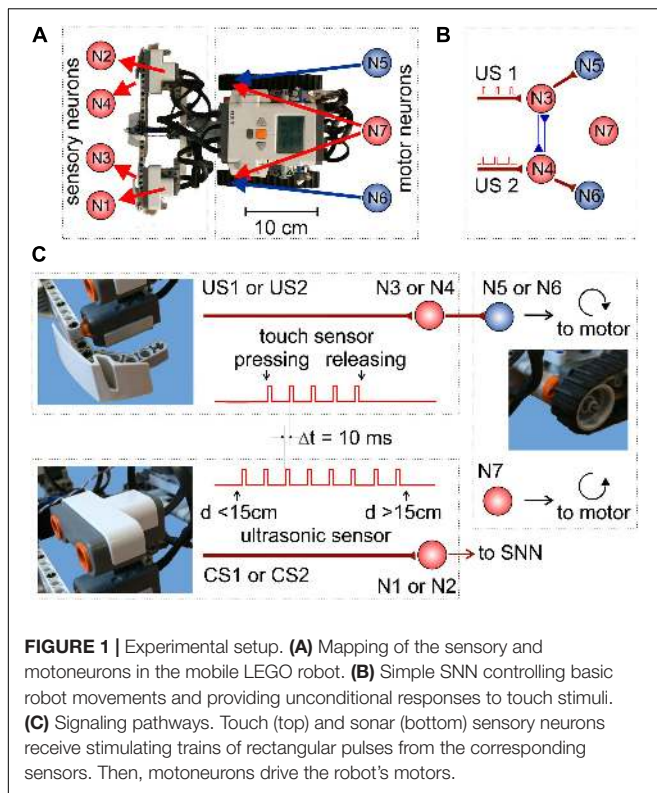 A
B
sensory neurons
N2
N4
N3
N1
N5
N7
N6
motor neurons
10 cm
US 1
US 2
N3
N4
N5
N7
N6
C
US1 or US2
N3 or N4
N5 or N6
to motor
touch sensor
pressing releasing
Δt = 10 ms
d <15cm
d >15cm
ultrasonic sensor
CS1 or CS2
N1 or N2
to SNN
N7
to motor
FIGURE 1 | Experimental setup. (A) Mapping of the sensory and
motoneurons in the mobile LEGO robot. (B) Simple SNN controlling basic
robot movements and providing unconditional responses to touch stimuli.
(C) Signaling pathways. Touch (top) and sonar (bottom) sensory neurons
receive stimulating trains of rectangular pulses from the corresponding
sensors. Then, motoneurons drive the robot's motors.